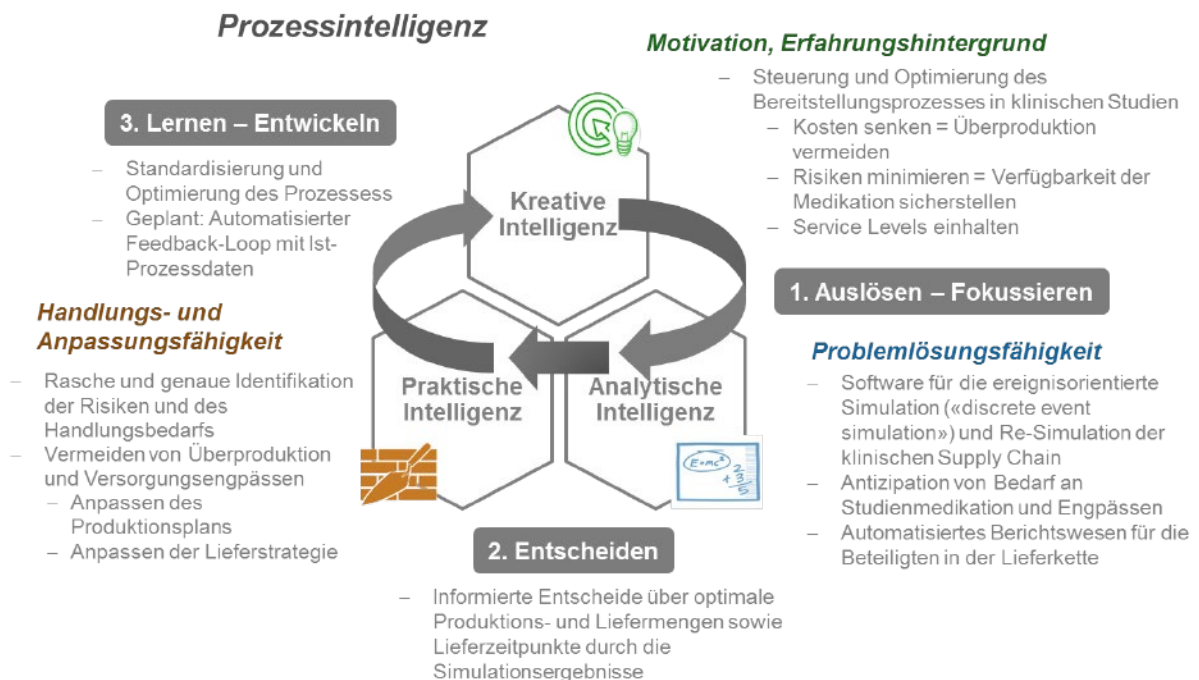 Prozessintelligenz
Motivation, Erfahrungshintergrund
– Steuerung und Optimierung des
Bereitstellungsprozesses in klinischen Studien
– Kosten senken = Überproduktion
vermeiden
– Risiken minimieren = Verfügbarkeit der
Medikation sicherstellen
– Service Levels einhalten
3. Lernen – Entwickeln
– Standardisierung und
Optimierung des Prozessess
– Geplant: Automatisierter
Feedback-Loop mit Ist-
Prozessdaten
Kreative
Intelligenz
1. Auslösen – Fokussieren
Handlungs- und
Anpassungsfähigkeit
– Rasche und genaue Identifikation
der Risiken und des
Handlungsbedarfs
– Vermeiden von Überproduktion
und Versorgungsengpässen
– Anpassen des
Produktionsplans
– Anpassen der Lieferstrategie
Praktische
Intelligenz
Analytische
Intelligenz
E=mc²
2
+ 3
5
Problemlösungsfähigkeit
– Software für die ereignisorientierte
Simulation («discrete event
simulation») und Re-Simulation der
klinischen Supply Chain
– Antizipation von Bedarf an
Studienmedikation und Engpässen
– Automatisiertes Berichtswesen für die
Beteiligten in der Lieferkette
2. Entscheiden
– Informierte Entscheide über optimale
Produktions- und Liefermengen sowie
Lieferzeitpunkte durch die
Simulationsergebnisse